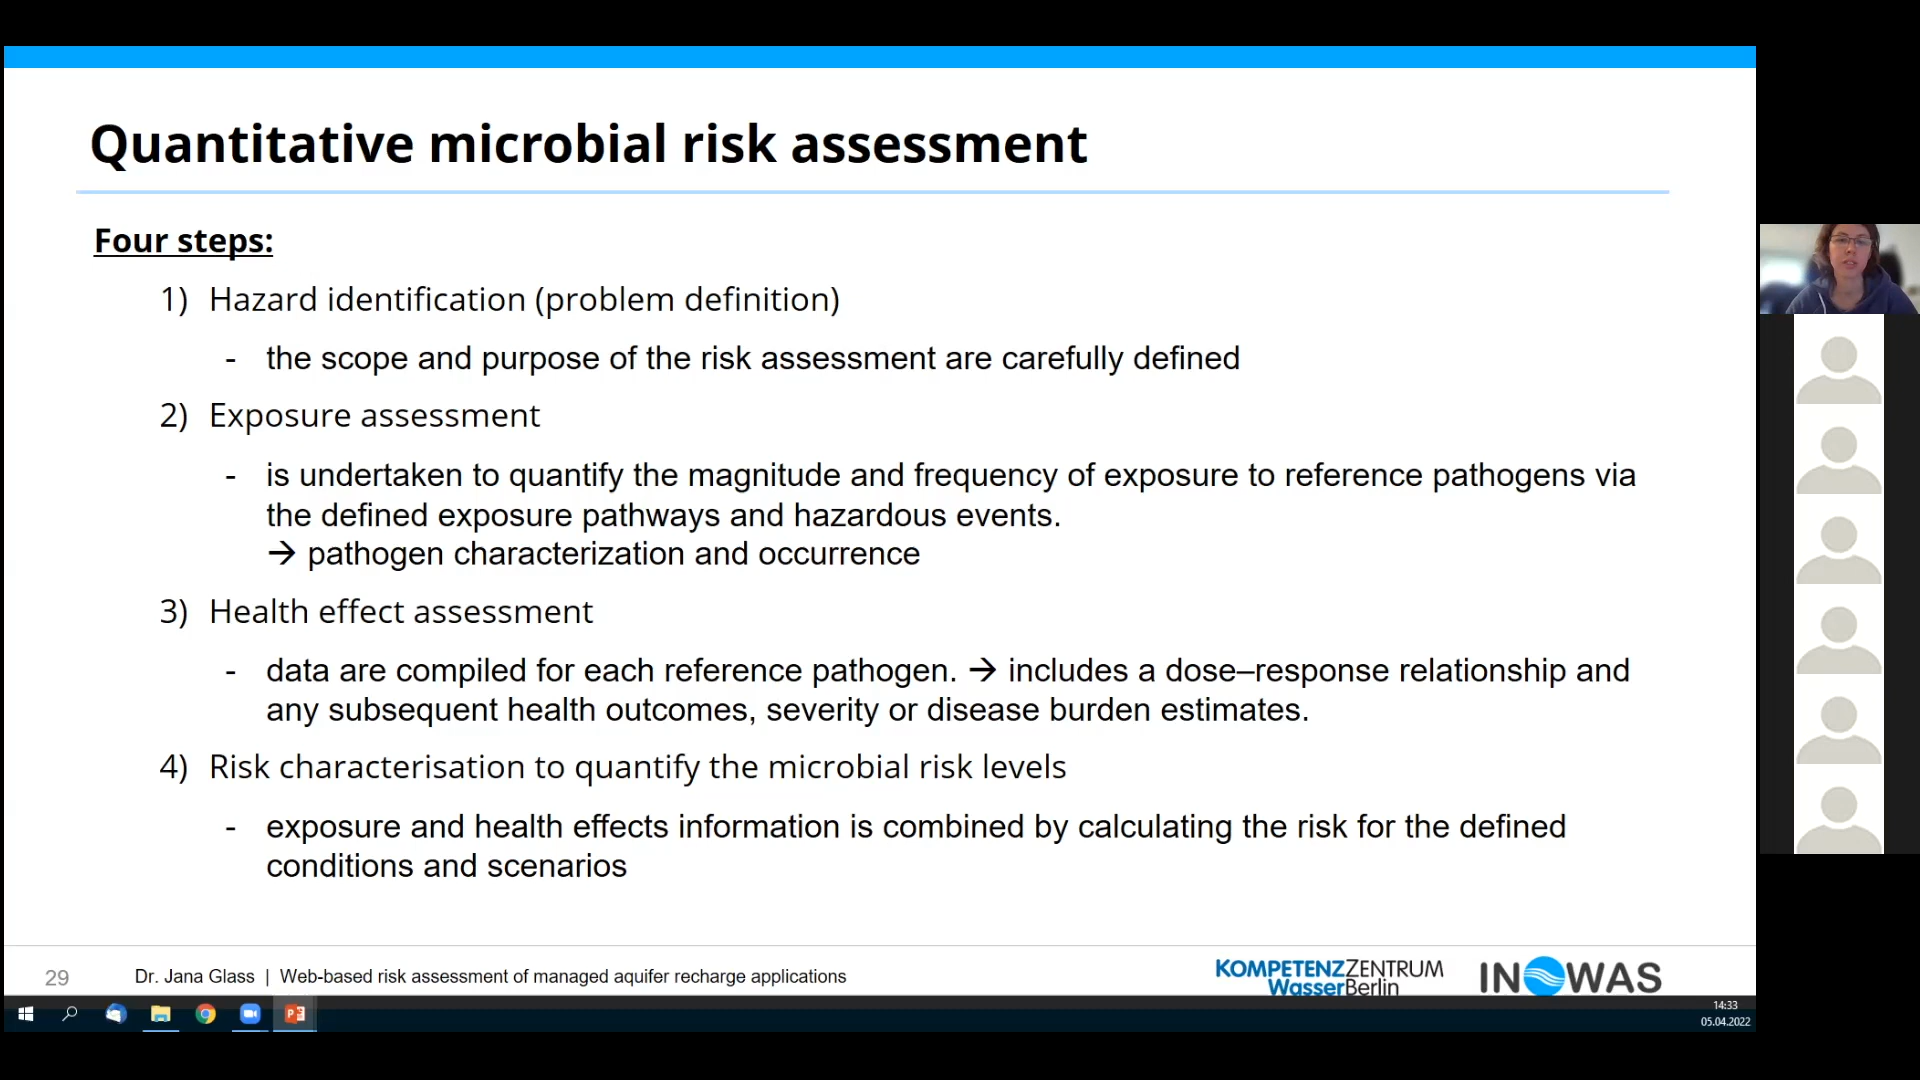 Quantitative microbial risk assessment
Four steps:
1) Hazard identification (problem definition)
- the scope and purpose of the risk assessment are carefully defined
2) Exposure assessment
- is undertaken to quantify the magnitude and frequency of exposure to reference pathogens via
the defined exposure pathways and hazardous events.
→ pathogen characterization and occurrence
3) Health effect assessment
- data are compiled for each reference pathogen. → includes a dose–response relationship and
any subsequent health outcomes, severity or disease burden estimates.
4) Risk characterisation to quantify the microbial risk levels
- exposure and health effects information is combined by calculating the risk for the defined
conditions and scenarios
29
Dr. Jana Glass | Web-based risk assessment of managed aquifer recharge applications
KOMPETENZZENTRUM
WasserBerlin
INOWAS
14:33
05.04.2022